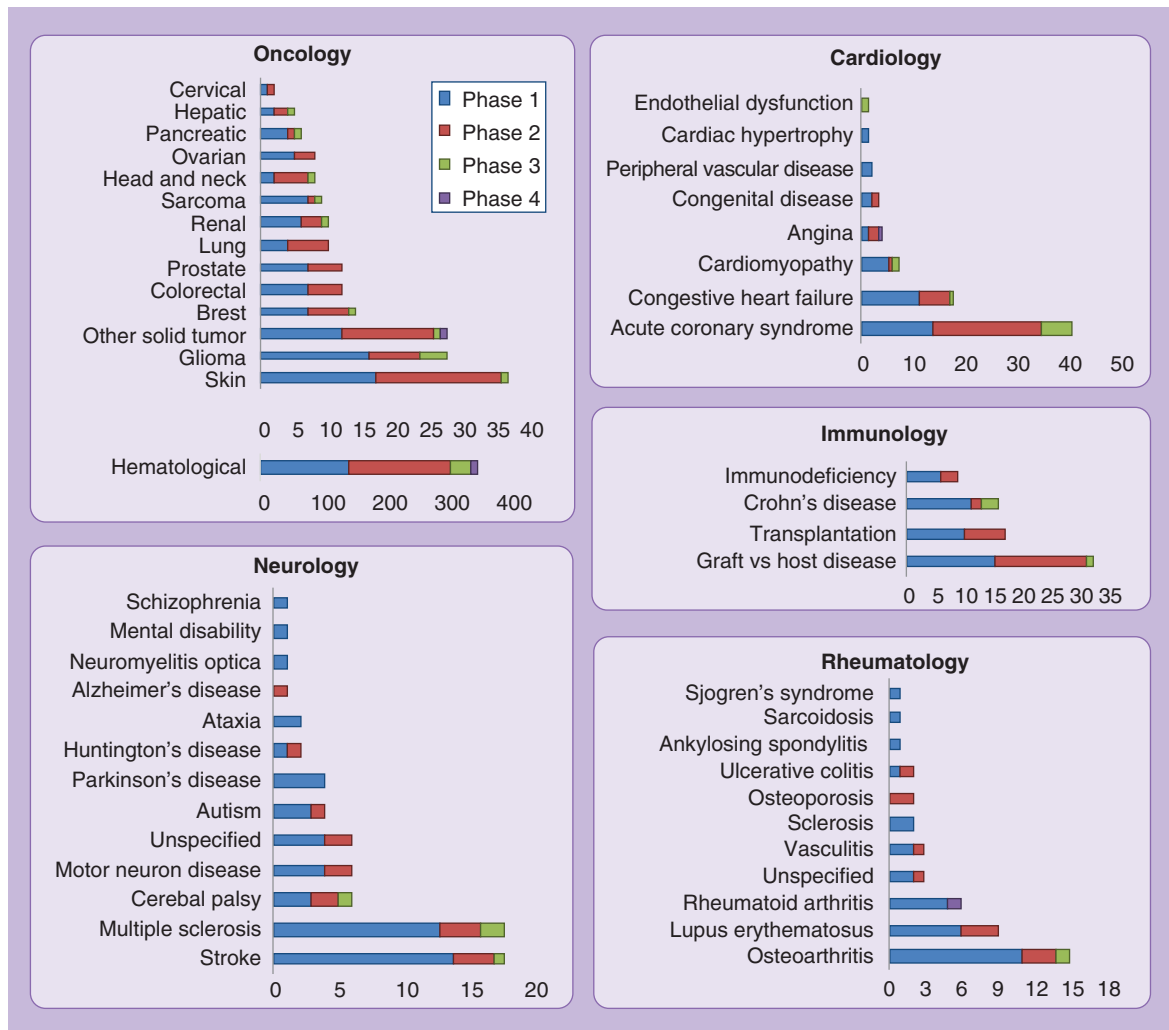 Oncology
Cervical
Hepatic
Pancreatic
Ovarian
Head and neck
Sarcoma
Renal
Lung
Prostate
Colorectal
Brest
Other solid tumor
Glioma
Skin
0 5 10 15 20 25 30 35 40
Hematological
0 100 200 300 400
Phase 1
Phase 2
Phase 3
Phase 4
Cardiology
Endothelial dysfunction
Cardiac hypertrophy
Peripheral vascular disease
Congenital disease
Angina
Cardiomyopathy
Congestive heart failure
Acute coronary syndrome
0 10 20 30 40 50
Immunology
Immunodeficiency
Crohn's disease
Transplantation
Graft vs host disease
0 5 10 15 20 25 30 35
Neurology
Schizophrenia
Mental disability
Neuromyelitis optica
Alzheimer's disease
Ataxia
Huntington's disease
Parkinson's disease
Autism
Unspecified
Motor neuron disease
Cerebal palsy
Multiple sclerosis
Stroke
0 5 10 15 20
Rheumatology
Sjogren's syndrome
Sarcoidosis
Ankylosing spondylitis
Ulcerative colitis
Osteoporosis
Sclerosis
Vasculitis
Unspecified
Rheumatoid arthritis
Lupus erythematosus
Osteoarthritis
0 3 6 9 12 15 18